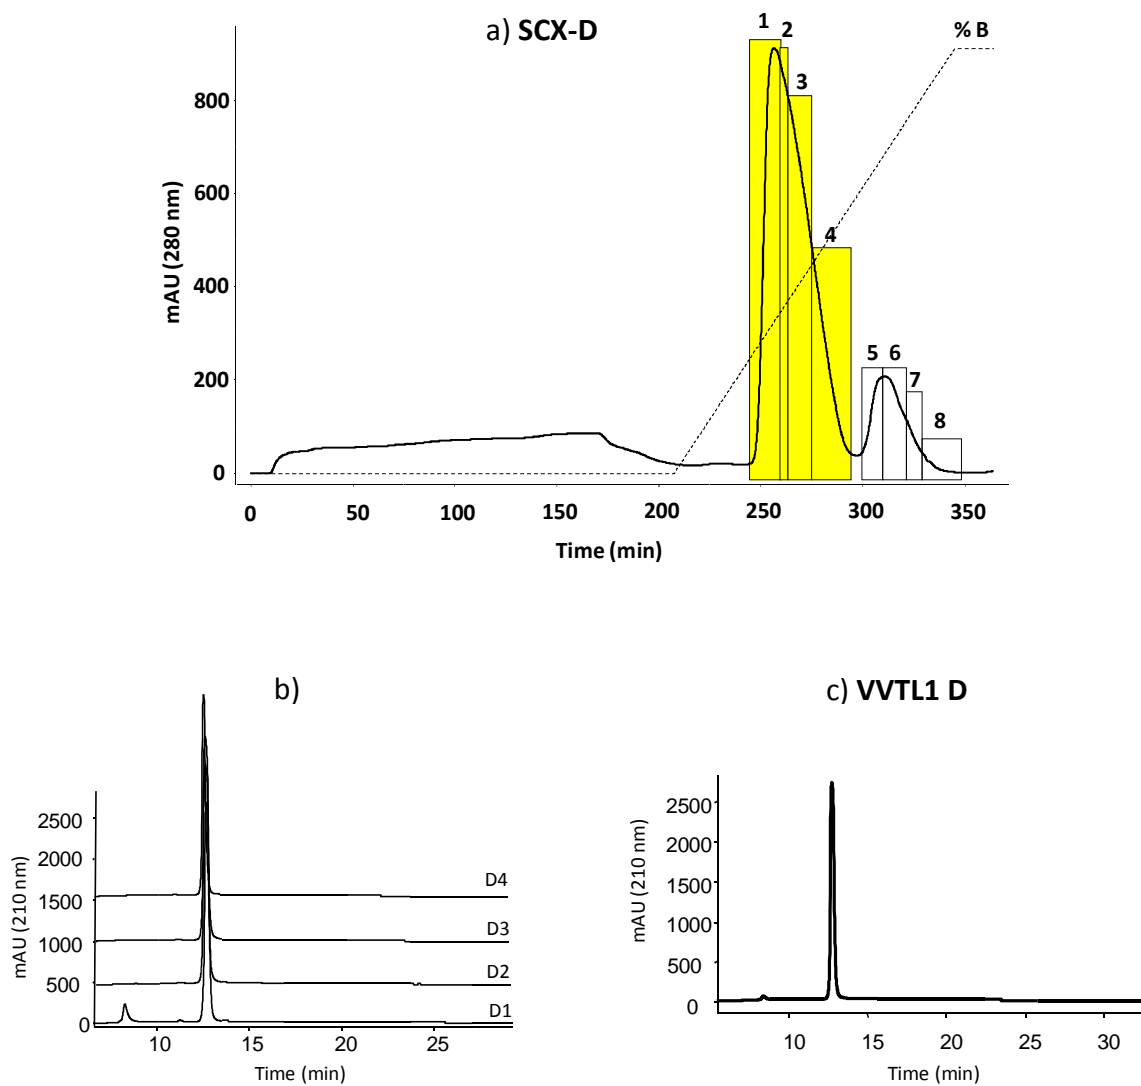 a) SCX-D
1
2
% B
3
800
mAU (280 nm)
600
4
400
5 6
200
7
8
0
0 50 100 150 200 250 300 350
Time (min)
b)
c) VVTL1 D
mAU (210 nm)
2500
2000
1500
1000
500
0
D4
D3
D2
D1
10 15 20 25
Time (min)
mAU (210 nm)
2500
2000
1500
1000
500
0
10 15 20 25 30
Time (min)